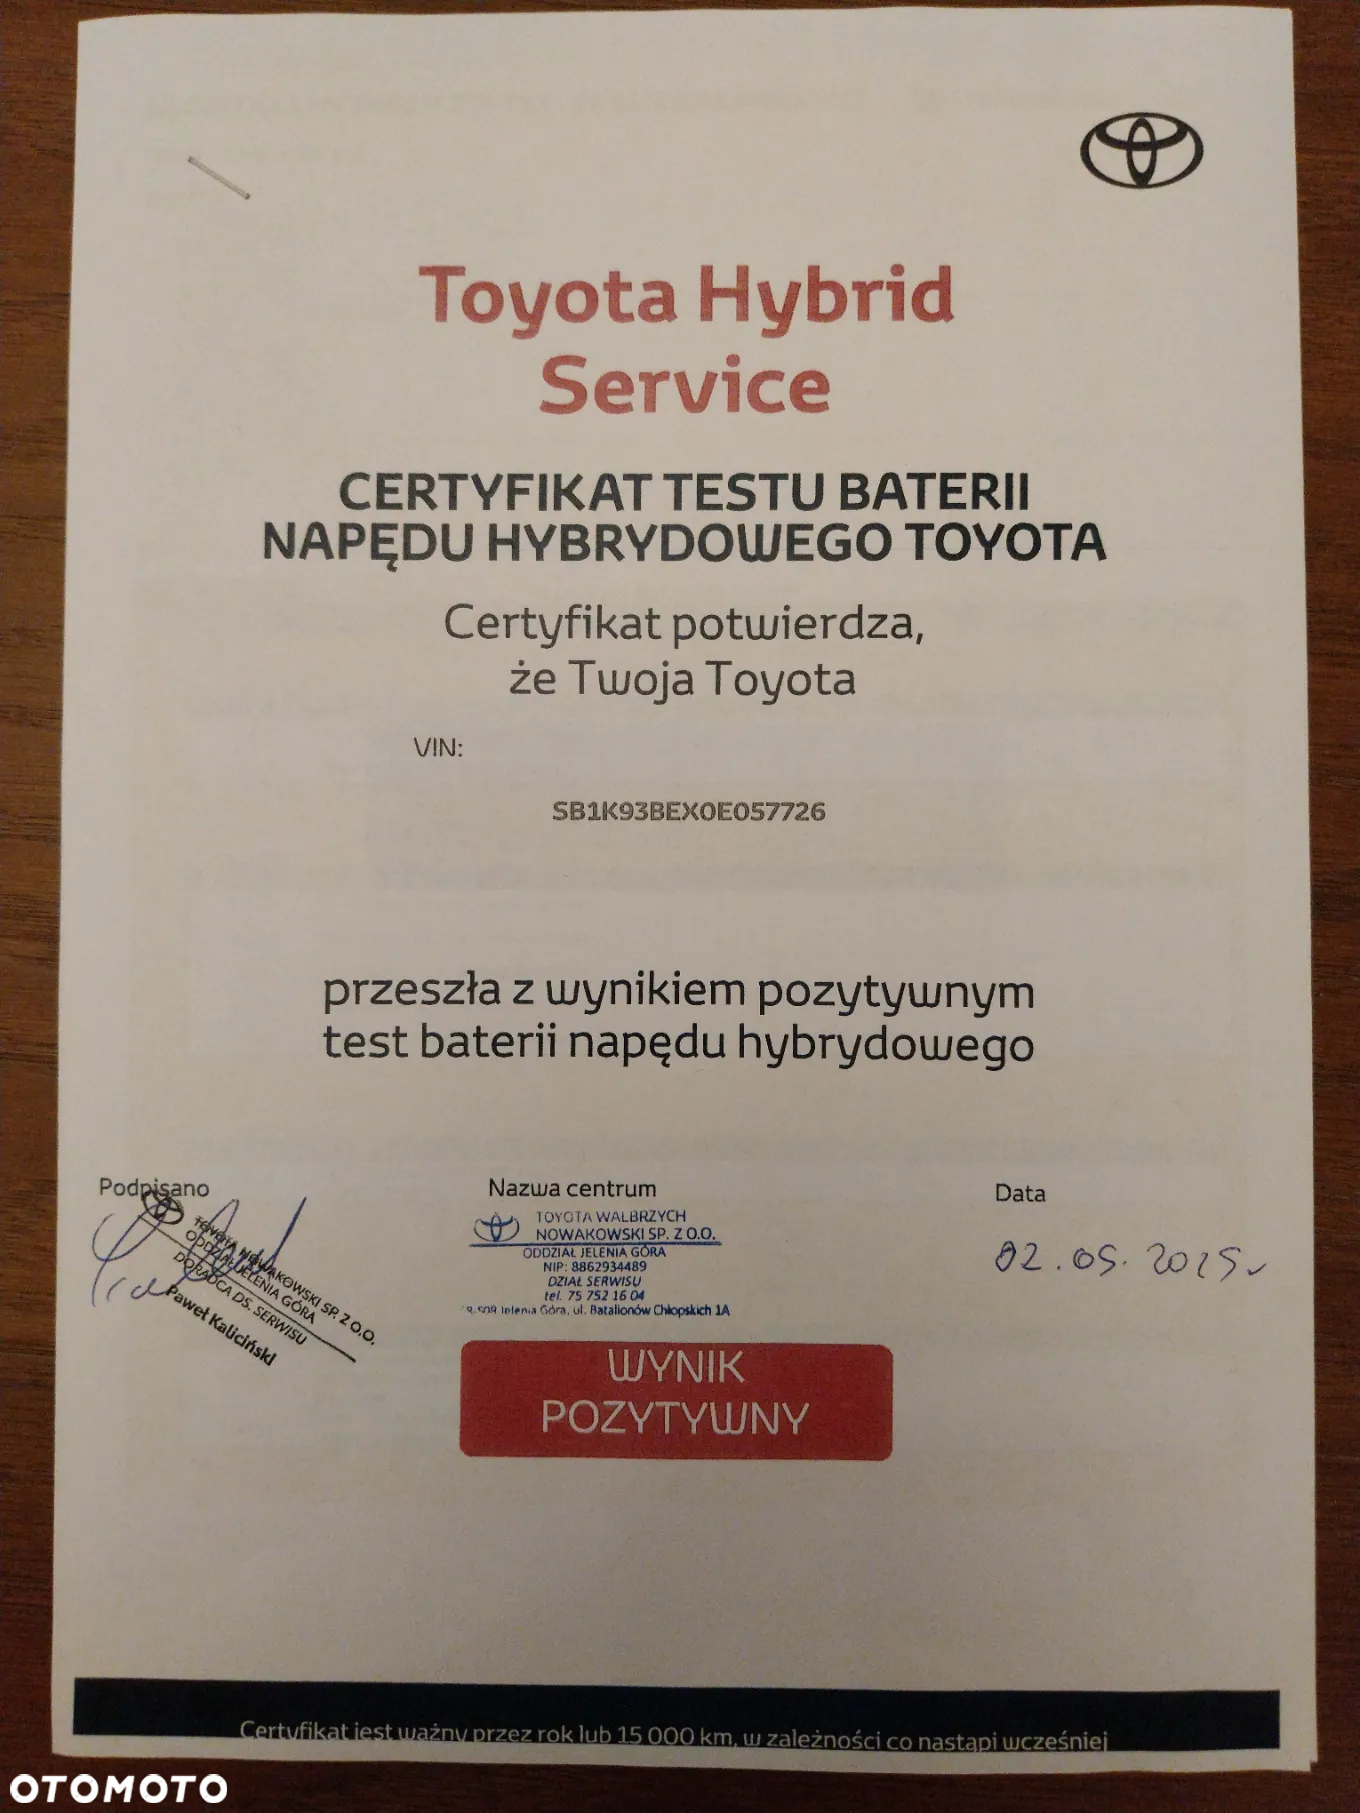 Toyota Hybrid
Service
CERTYFIKAT TESTU BATERII
NAPĘDU HYBRYDOWEGO TOYOTA
Certyfikat potwierdza,
że Twoja Toyota
VIN:
SB1K93BEX0E057726
przeszła z wynikiem pozytywnym
test baterii napędu hybrydowego
Podpisano
TOYOTA NOWAKOWSKI SP. Z O.O.
ODDZIAŁ JELENIA GÓRA
DORADCA DS. SERWISU
Paweł Kaliciński
Nazwa centrum
TOYOTA WAŁBRZYCH
NOWAKOWSKI SP. Z O.O.
ODDZIAŁ JELENIA GÓRA
NIP: 8862934489
DZIAŁ SERWISU
tel. 75 752 16 04
Jelenia Góra, ul. Batalionów Chłopskich 1A
Data
02.05.2025
WYNIK
POZYTYWNY
Certyfikat jest ważny przez rok lub 15 000 km, w zależności co nastąpi wcześniej
OTOMOTO